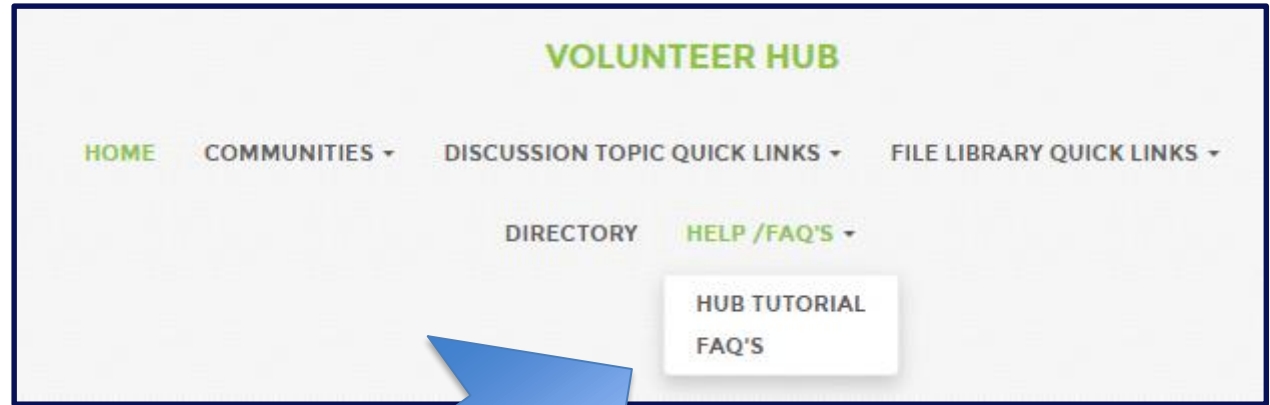 VOLUNTEER HUB
HOME COMMUNITIES DISCUSSION TOPIC QUICK LINKS FILE LIBRARY QUICK LINKS
DIRECTORY HELP /FAQ'S
HUB TUTORIAL
FAQ'S